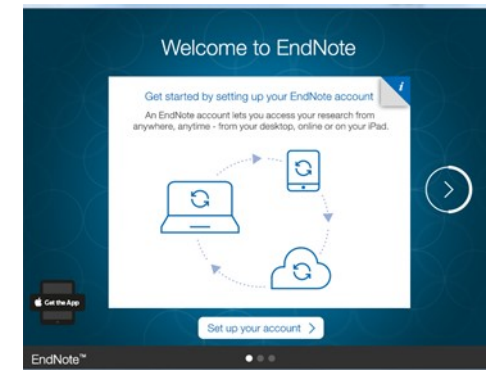 Welcome to EndNote
Get started by setting up your EndNote account
i
An EndNote account lets you access your research from
anywhere, anytime - from your desktop, online or on your iPad.
Get the App
Set up your account
EndNote™